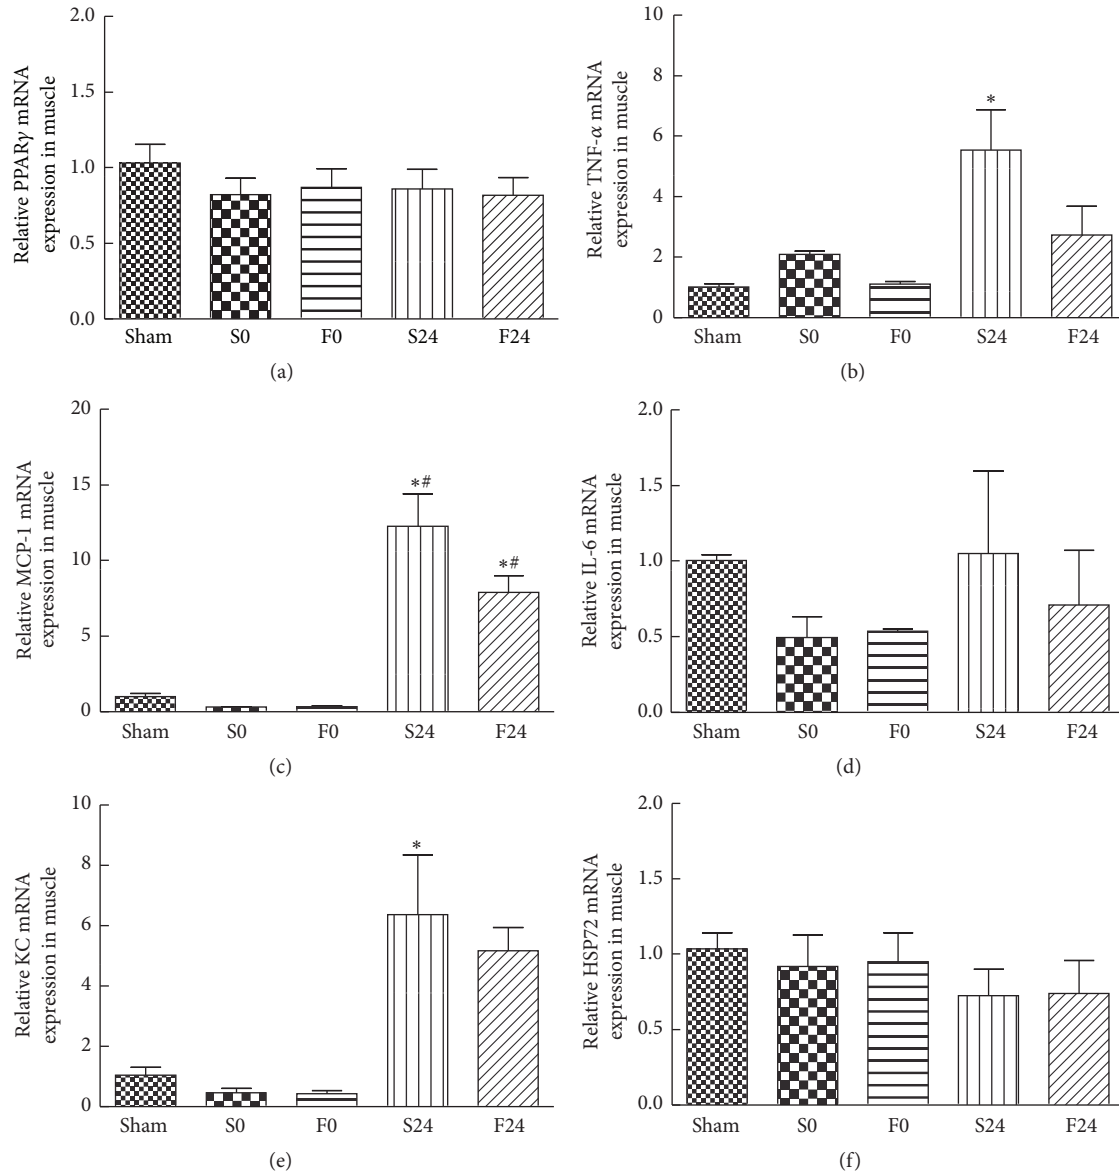 Relative PPARγ mRNA
expression in muscle
2.0
1.5
1.0
0.5
0.0
Sham S0 F0 S24 F24
(a)
Relative TNF-α mRNA
expression in muscle
10
8
6
4
2
0
*
Sham S0 F0 S24 F24
(b)
Relative MCP-1 mRNA
expression in muscle
20
15
10
5
0
*#
*#
Sham S0 F0 S24 F24
(c)
Relative IL-6 mRNA
expression in muscle
2.0
1.5
1.0
0.5
0.0
Sham S0 F0 S24 F24
(d)
Relative KC mRNA
expression in muscle
10
8
6
4
2
0
*
Sham S0 F0 S24 F24
(e)
Relative HSP72 mRNA
expression in muscle
2.0
1.5
1.0
0.5
0.0
Sham S0 F0 S24 F24
(f)